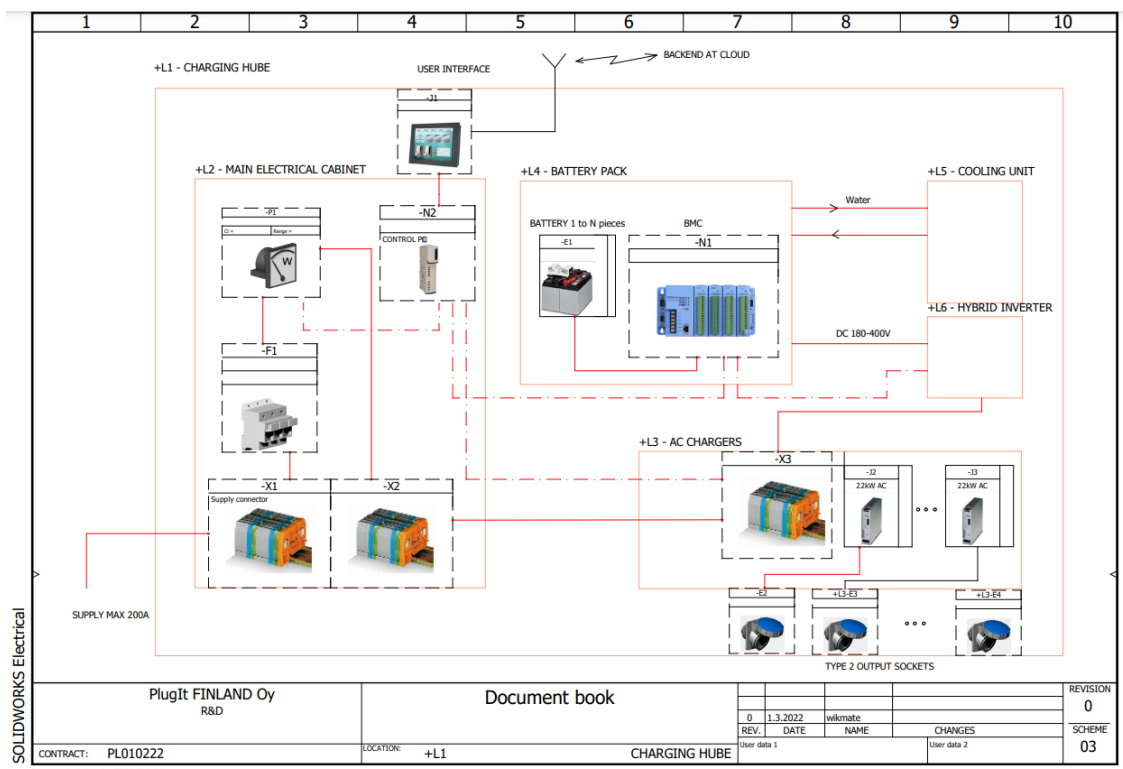 1 2 3 4 5 6 7 8 9 10
BACKEND AT CLOUD
+L1 - CHARGING HUBE
USER INTERFACE
-J1
+L2 - MAIN ELECTRICAL CABINET
+L4 - BATTERY PACK
+L5 - COOLING UNIT
-P1
CI =
Range =
W
-N2
CONTROL PC
BATTERY 1 to N pieces
BMC
-E1
-N1
Water
+L6 - HYBRID INVERTER
DC 180-400V
-F1
+L3 - AC CHARGERS
-X3
-J2
22kW AC
-J3
22kW AC
-X1
Supply connector
-X2
SUPPLY MAX 200A
-E2
+L3-E3
+L3-E4
TYPE 2 OUTPUT SOCKETS
SOLIDWORKS Electrical
PlugIt FINLAND Oy
R&D
Document book
REVISION
0
0 1.3.2022 wikmate
REV. DATE NAME CHANGES
SCHEME
03
CONTRACT: PL010222
LOCATION: +L1
CHARGING HUBE
User data 1
User data 2